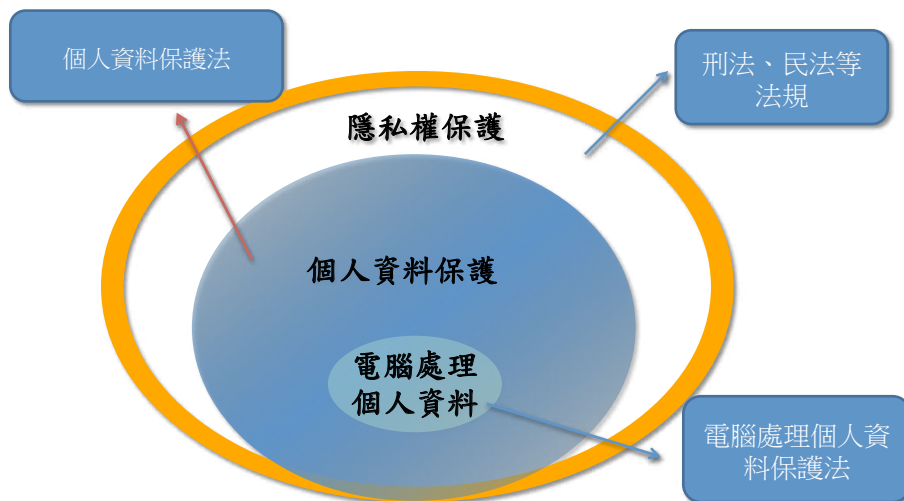 個人資料保護法
刑法、民法等
法規
隱私權保護
個人資料保護
電腦處理
個人資料
電腦處理個人資
料保護法